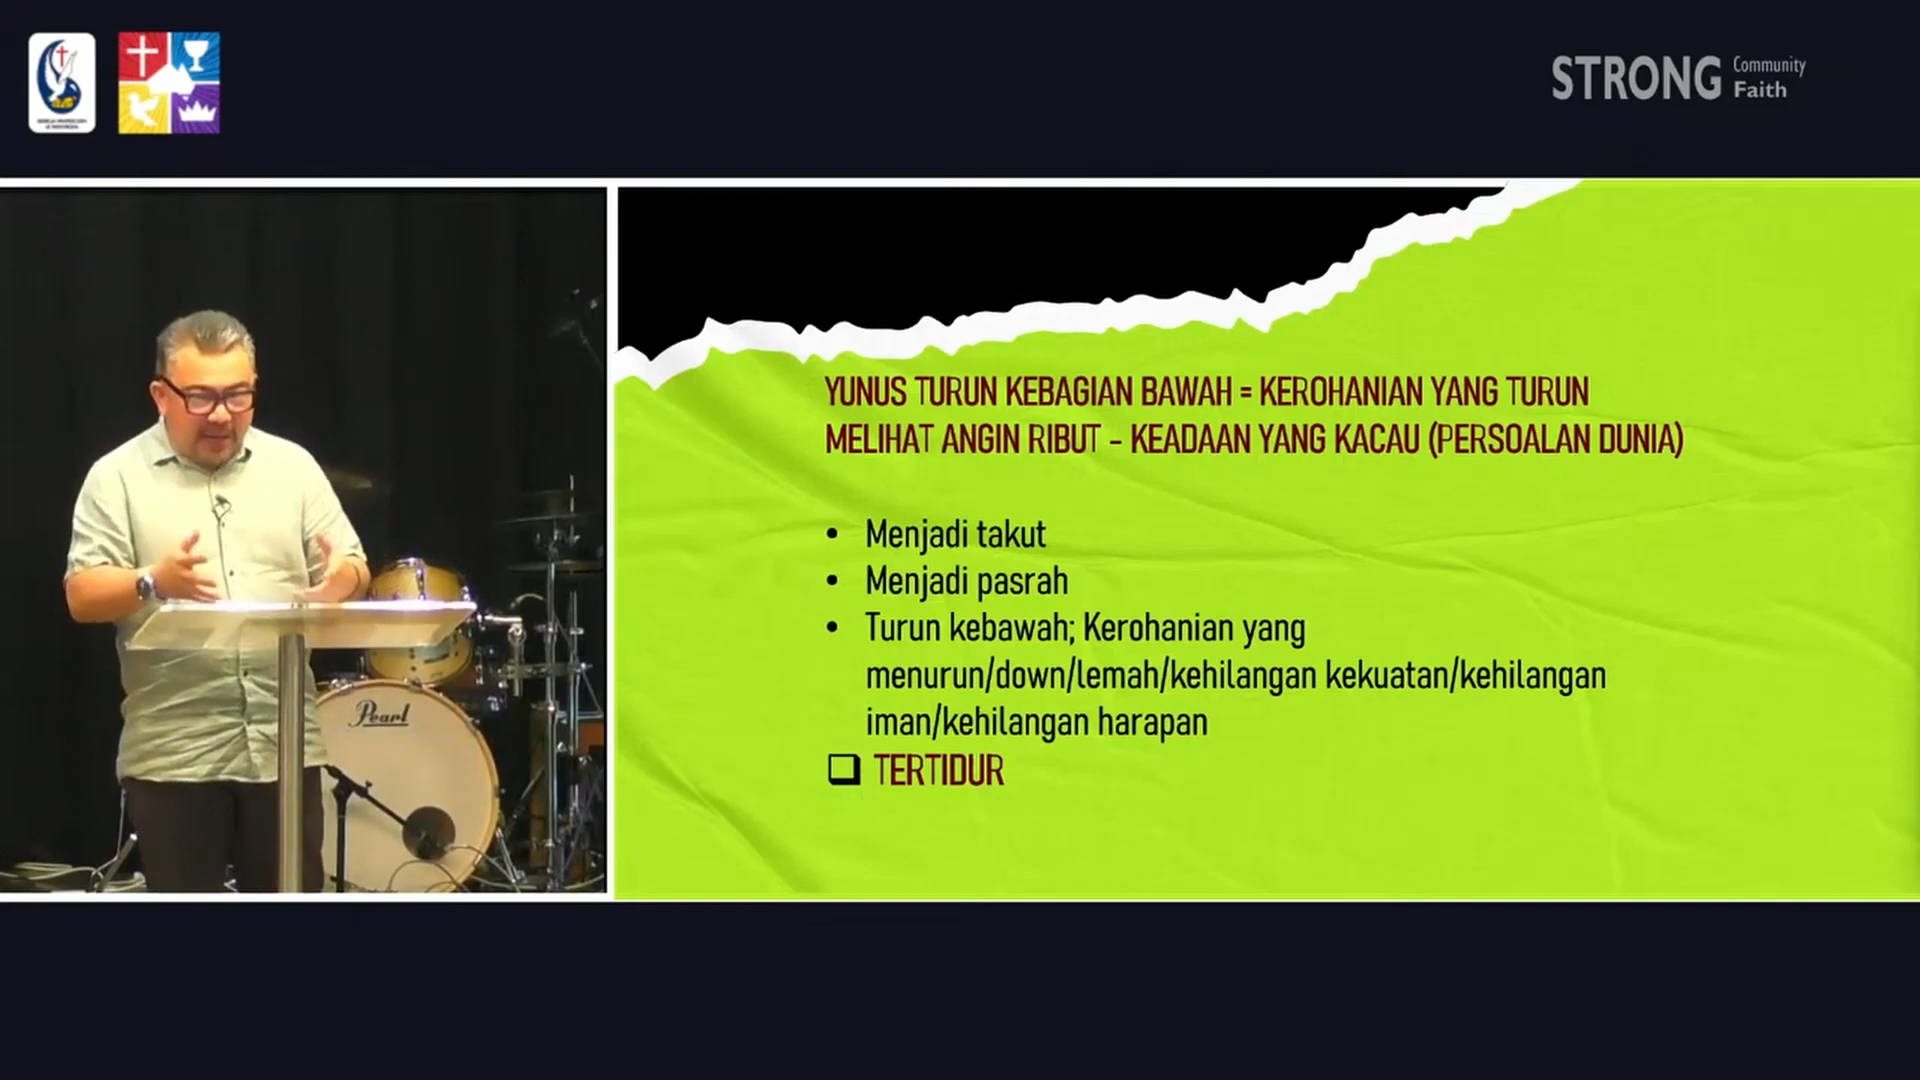 STRONG Community
Faith
YUNUS TURUN KEBAGIAN BAWAH = KEROHANIAN YANG TURUN
MELIHAT ANGIN RIBUT - KEADAAN YANG KACAU (PERSOALAN DUNIA)
• Menjadi takut
• Menjadi pasrah
• Turun kebawah; Kerohanian yang
menurun/down/lemah/kehilangan kekuatan/kehilangan
iman/kehilangan harapan
❑ TERTIDUR
Pearl